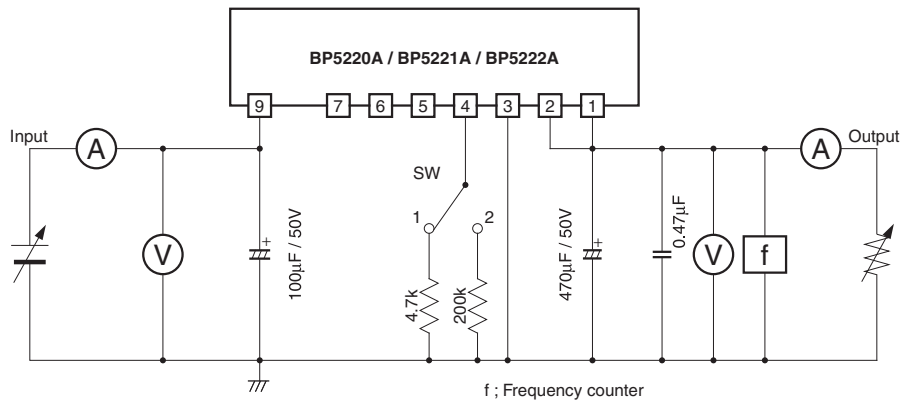 BP5220A / BP5221A / BP5222A
9 7 6 5 4 3 2 1
Input
A
A
Output
SW
1
2
V
100µF / 50V
+
4.7k
200k
470µF / 50V
+
0.47µF
V
f
f ; Frequency counter